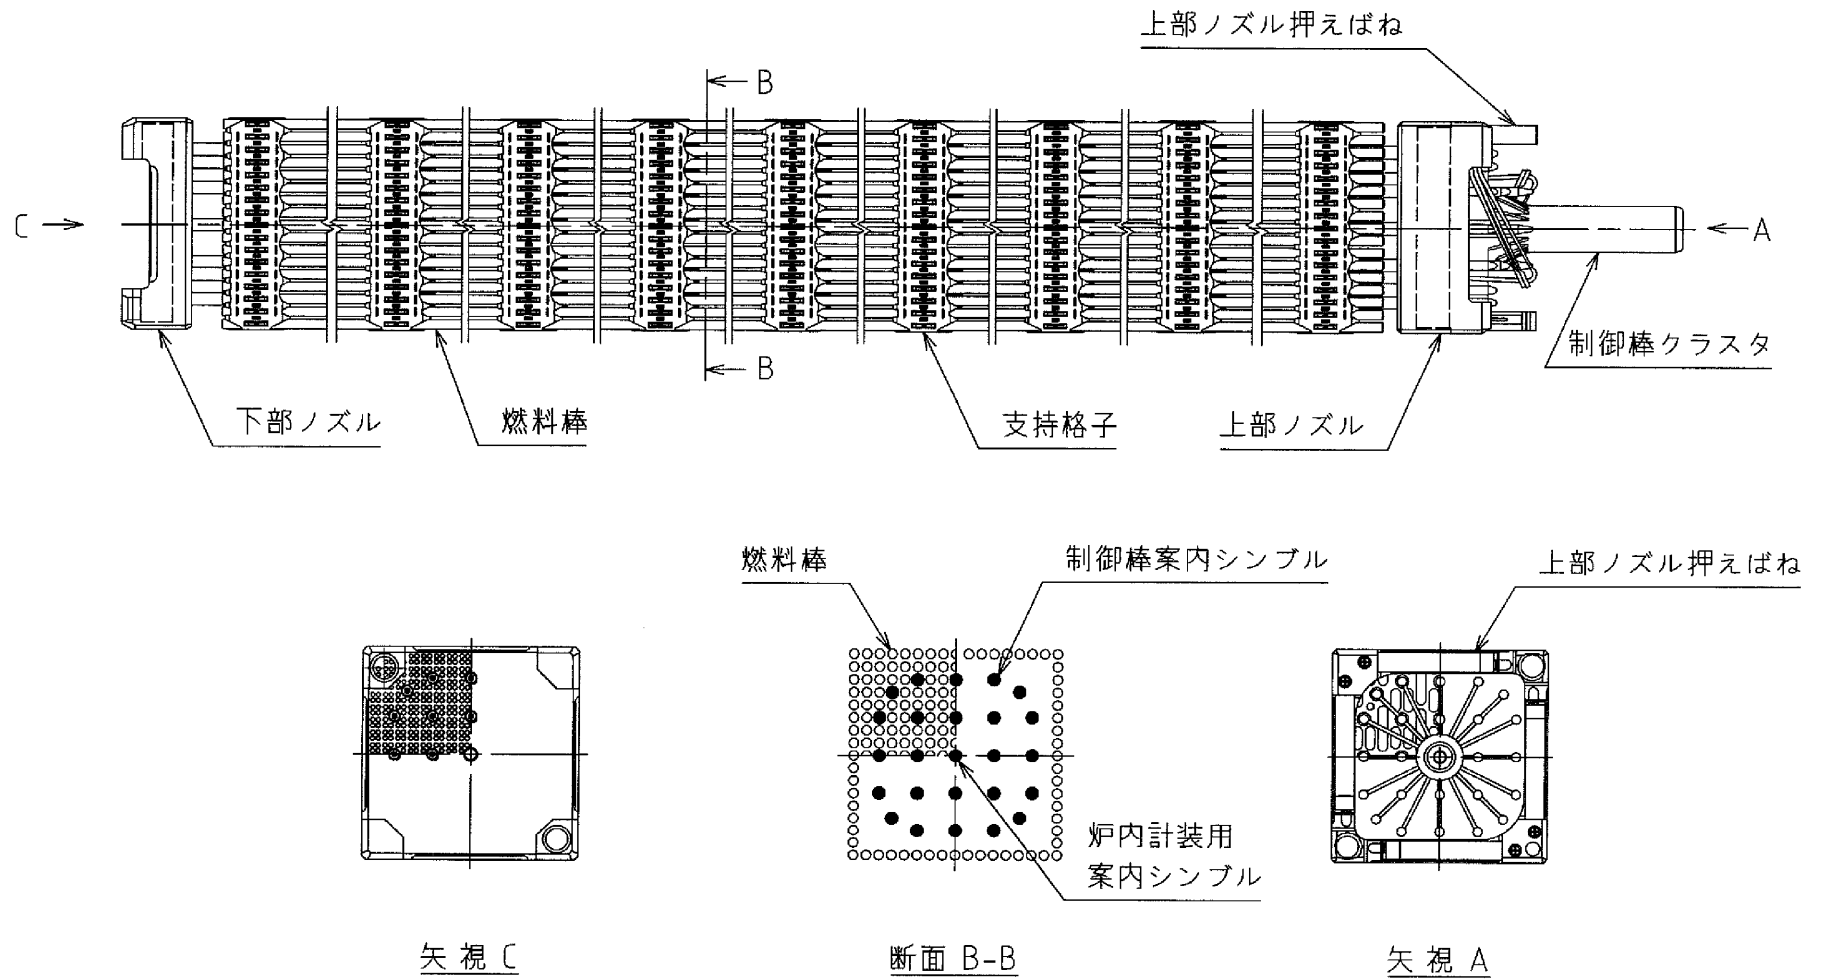 上部ノズル押えばね
B
C
A
制御棒クラスタ
B
下部ノズル
燃料棒
支持格子
上部ノズル
燃料棒
制御棒案内シンブル
上部ノズル押えばね
炉内計装用
案内シンブル
矢視 C
断面 B-B
矢視 A